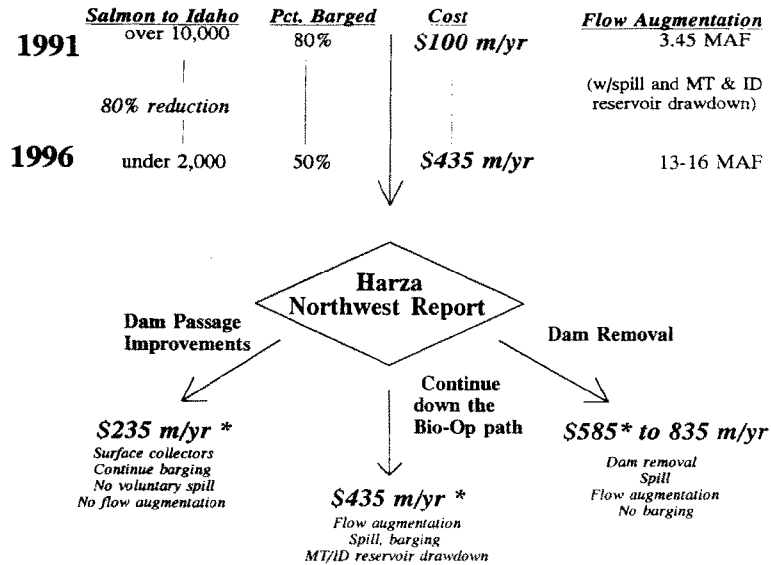 Salmon to Idaho Pct. Barged Cost Flow Augmentation
1991 over 10,000 80% $100 m/yr 3.45 MAF
80% reduction
(w/spill and MT & ID
reservoir drawdown)
1996 under 2,000 50% $435 m/yr 13-16 MAF
Harza
Northwest Report
Dam Passage
Improvements
Continue
down the
Bio-Op path
Dam Removal
$235 m/yr *
Surface collectors
Continue barging
No voluntary spill
No flow augmentation
$435 m/yr *
Flow augmentation
Spill, barging
MT/ID reservoir drawdown
$585* to 835 m/yr
Dam removal
Spill
Flow augmentation
No barging